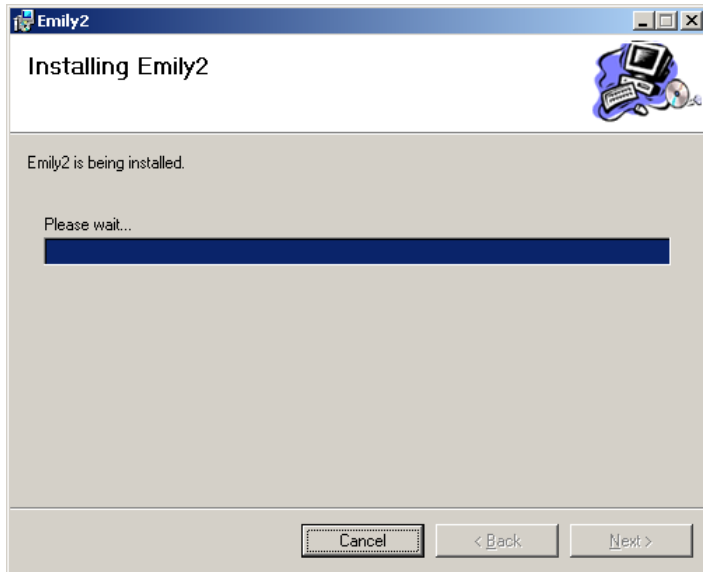 Emily2
Installing Emily2
Emily2 is being installed.
Please wait...
Cancel
< Back
Next >